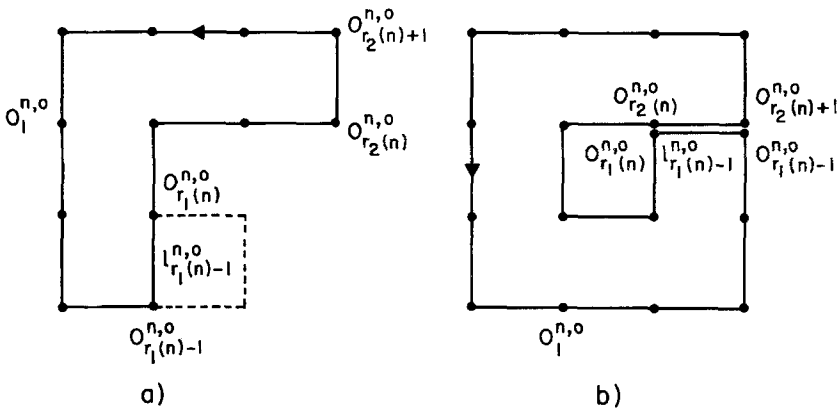 O^{n,o}_{r_2(n)+1}
O^{n,o}_1
O^{n,o}_{r_2(n)}
O^{n,o}_{r_1(n)}
l^{n,o}_{r_1(n)-1}
O^{n,o}_{r_1(n)-1}
a)
O^{n,o}_{r_2(n)}
O^{n,o}_{r_2(n)+1}
O^{n,o}_{r_1(n)}
l^{n,o}_{r_1(n)-1}
O^{n,o}_{r_1(n)-1}
O^{n,o}_1
b)